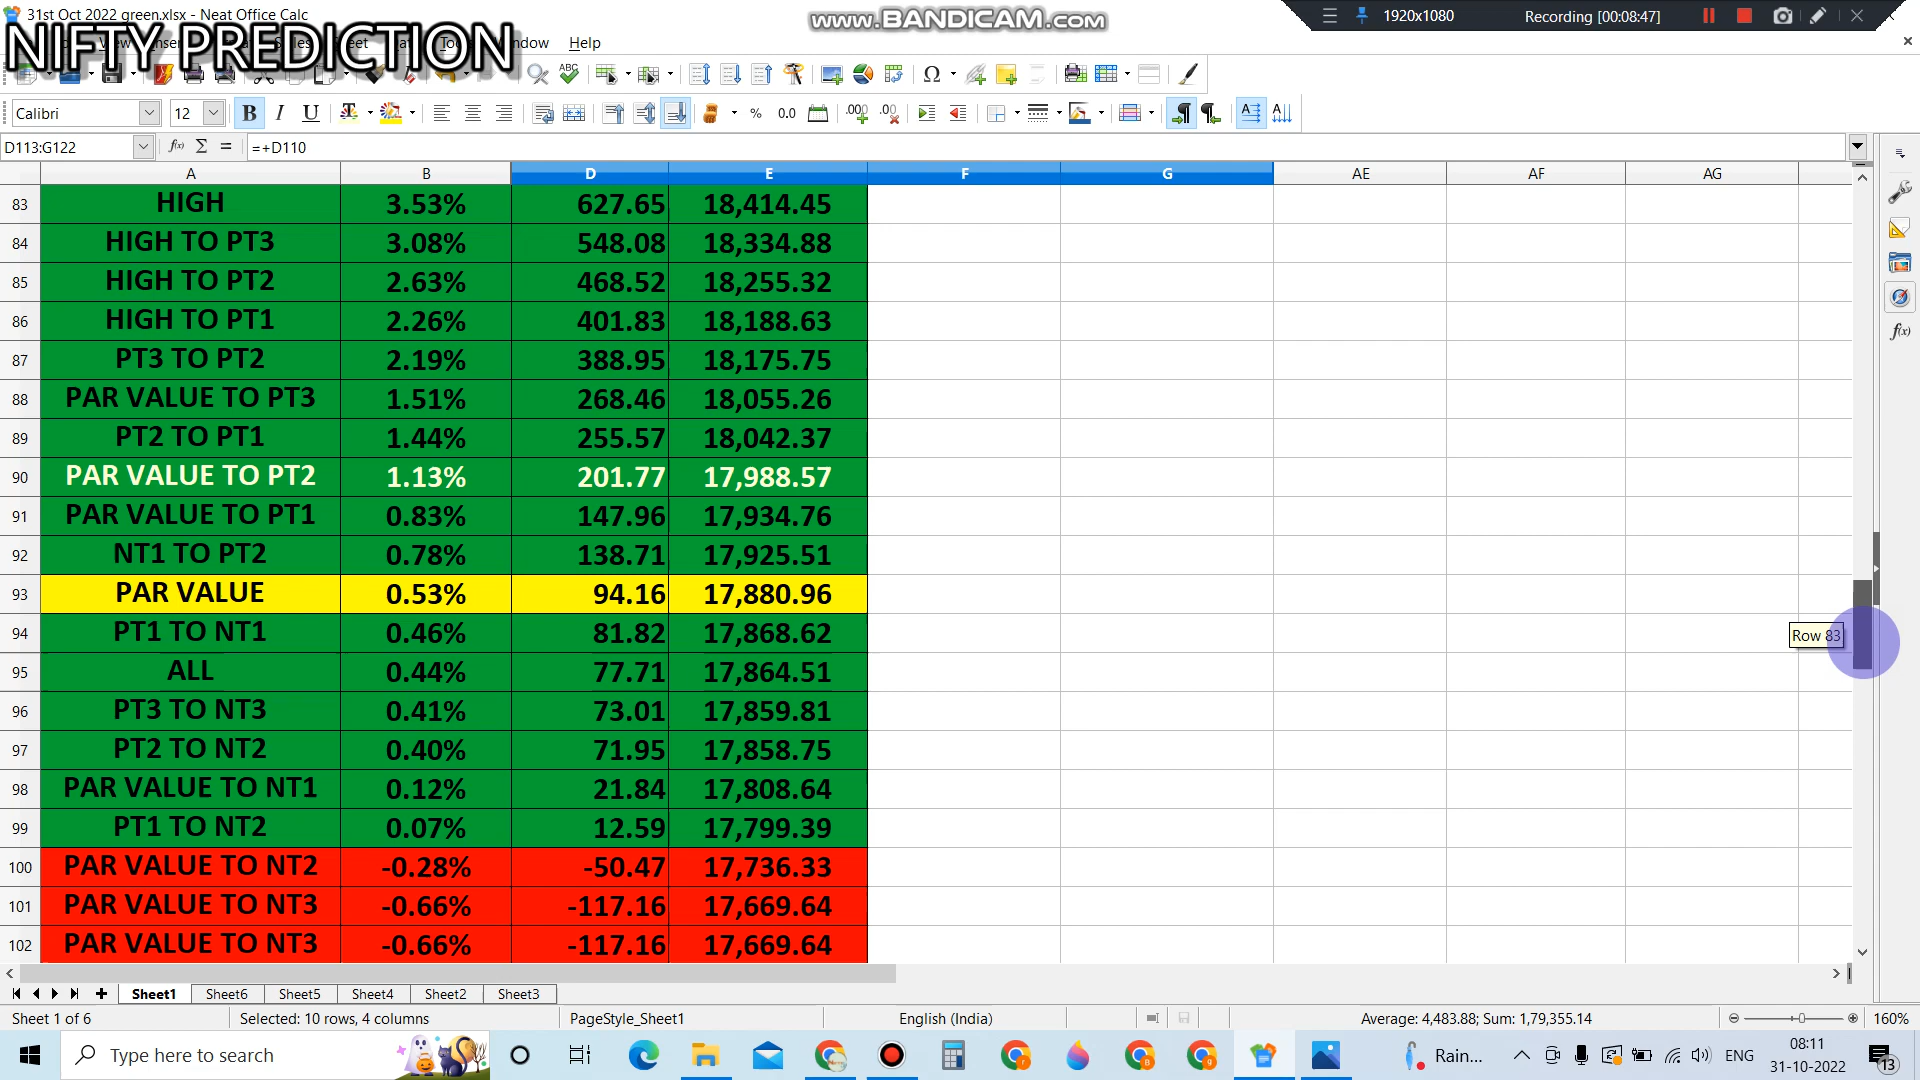 31st Oct 2022 green.xlsx - Neat Office Calc
www.BANDICAM.com
1920x1080
Recording [00:08:47]
NIFTY PREDICTION
Help
Calibri
12
D113:G122
=+D110
A B D E F G AE AF AG
83 HIGH 3.53% 627.65 18,414.45
84 HIGH TO PT3 3.08% 548.08 18,334.88
85 HIGH TO PT2 2.63% 468.52 18,255.32
86 HIGH TO PT1 2.26% 401.83 18,188.63
87 PT3 TO PT2 2.19% 388.95 18,175.75
88 PAR VALUE TO PT3 1.51% 268.46 18,055.26
89 PT2 TO PT1 1.44% 255.57 18,042.37
90 PAR VALUE TO PT2 1.13% 201.77 17,988.57
91 PAR VALUE TO PT1 0.83% 147.96 17,934.76
92 NT1 TO PT2 0.78% 138.71 17,925.51
93 PAR VALUE 0.53% 94.16 17,880.96
94 PT1 TO NT1 0.46% 81.82 17,868.62
Row 83
95 ALL 0.44% 77.71 17,864.51
96 PT3 TO NT3 0.41% 73.01 17,859.81
97 PT2 TO NT2 0.40% 71.95 17,858.75
98 PAR VALUE TO NT1 0.12% 21.84 17,808.64
99 PT1 TO NT2 0.07% 12.59 17,799.39
100 PAR VALUE TO NT2 -0.28% -50.47 17,736.33
101 PAR VALUE TO NT3 -0.66% -117.16 17,669.64
102 PAR VALUE TO NT3 -0.66% -117.16 17,669.64
Sheet1 Sheet6 Sheet5 Sheet4 Sheet2 Sheet3
Sheet 1 of 6 Selected: 10 rows, 4 columns PageStyle_Sheet1 English (India) Average: 4,483.88; Sum: 1,79,355.14 160%
Type here to search
Rain...
ENG
08:11
31-10-2022
13